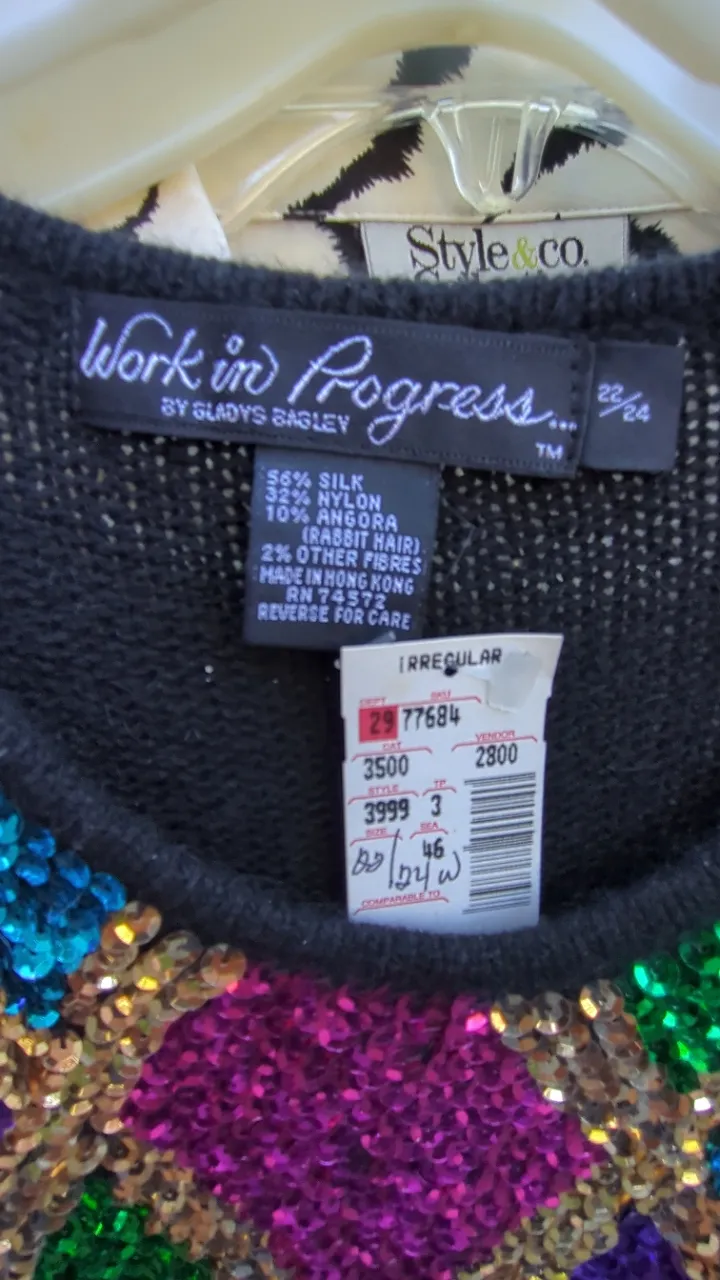 Style&co.
Work in Progress...
BY GLADYS BAGLEY
TM
22/24
56% SILK
32% NYLON
10% ANGORA
(RABBIT HAIR)
2% OTHER FIBRES
MADE IN HONG KONG
RN 74572
REVERSE FOR CARE
IRREGULAR
DEPT SKU
29 77684
CAT VENDOR
3500 2800
STYLE TP
3999 3
SIZE SEA
46
22/24W
COMPARABLE TO